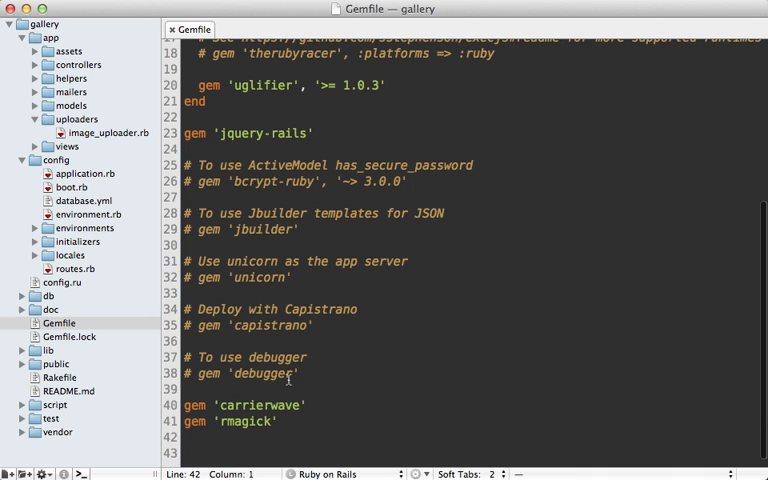 Gemfile — gallery
gallery
app
assets
controllers
helpers
mailers
models
uploaders
image_uploader.rb
views
config
application.rb
boot.rb
database.yml
environment.rb
environments
initializers
locales
routes.rb
config.ru
db
doc
Gemfile
Gemfile.lock
lib
public
Rakefile
README.md
script
test
vendor
Gemfile
18 # gem 'therubyracer', :platforms => :ruby
19
20 gem 'uglifier', '>= 1.0.3'
21 end
22
23 gem 'jquery-rails'
24
25 # To use ActiveModel has_secure_password
26 # gem 'bcrypt-ruby', '~> 3.0.0'
27
28 # To use Jbuilder templates for JSON
29 # gem 'jbuilder'
30
31 # Use unicorn as the app server
32 # gem 'unicorn'
33
34 # Deploy with Capistrano
35 # gem 'capistrano'
36
37 # To use debugger
38 # gem 'debugger'
39
40 gem 'carrierwave'
41 gem 'rmagick'
42
43
Line: 42 Column: 1 Ruby on Rails Soft Tabs: 2 —